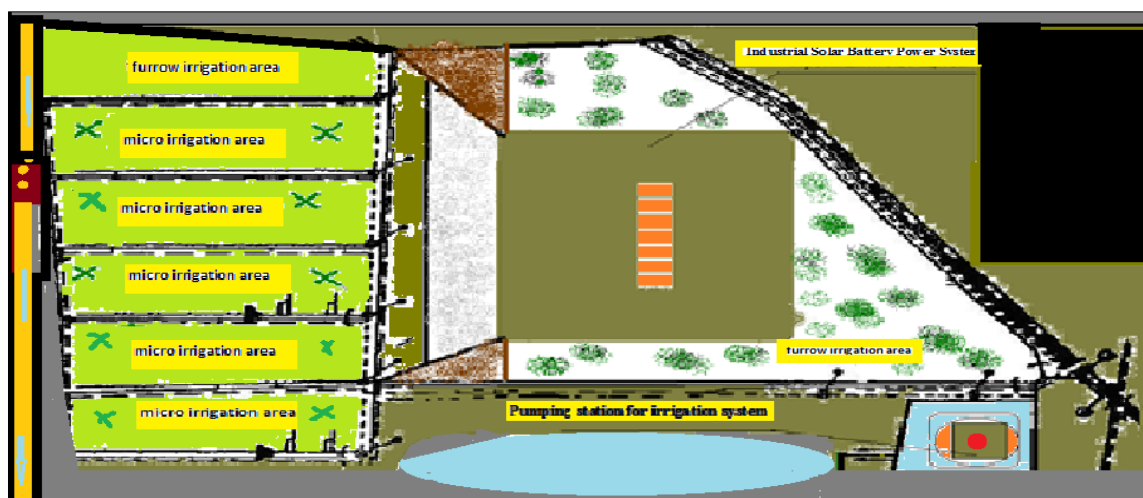 Industrial Solar Battery Power System
furrow irrigation area
micro irrigation area
micro irrigation area
micro irrigation area
micro irrigation area
furrow irrigation area
micro irrigation area
Pumping station for irrigation system